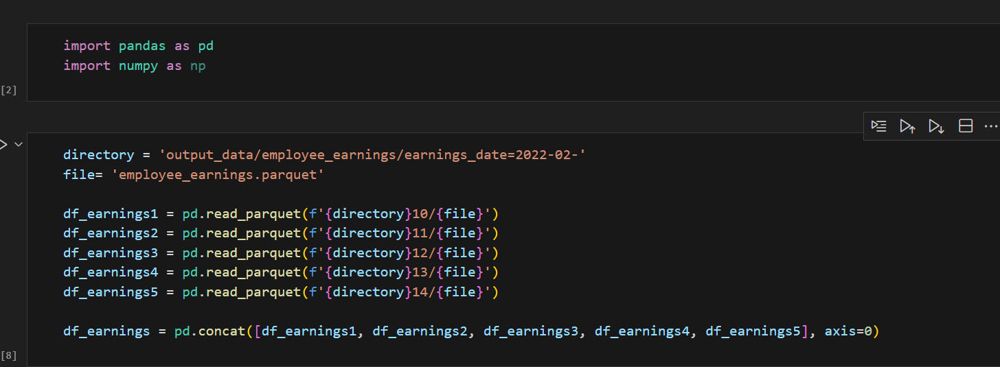 import pandas as pd
import numpy as np
[2]
directory = 'output_data/employee_earnings/earnings_date=2022-02-'
file= 'employee_earnings.parquet'
df_earnings1 = pd.read_parquet(f'{directory}10/{file}')
df_earnings2 = pd.read_parquet(f'{directory}11/{file}')
df_earnings3 = pd.read_parquet(f'{directory}12/{file}')
df_earnings4 = pd.read_parquet(f'{directory}13/{file}')
df_earnings5 = pd.read_parquet(f'{directory}14/{file}')
df_earnings = pd.concat([df_earnings1, df_earnings2, df_earnings3, df_earnings4, df_earnings5], axis=0)
[8]